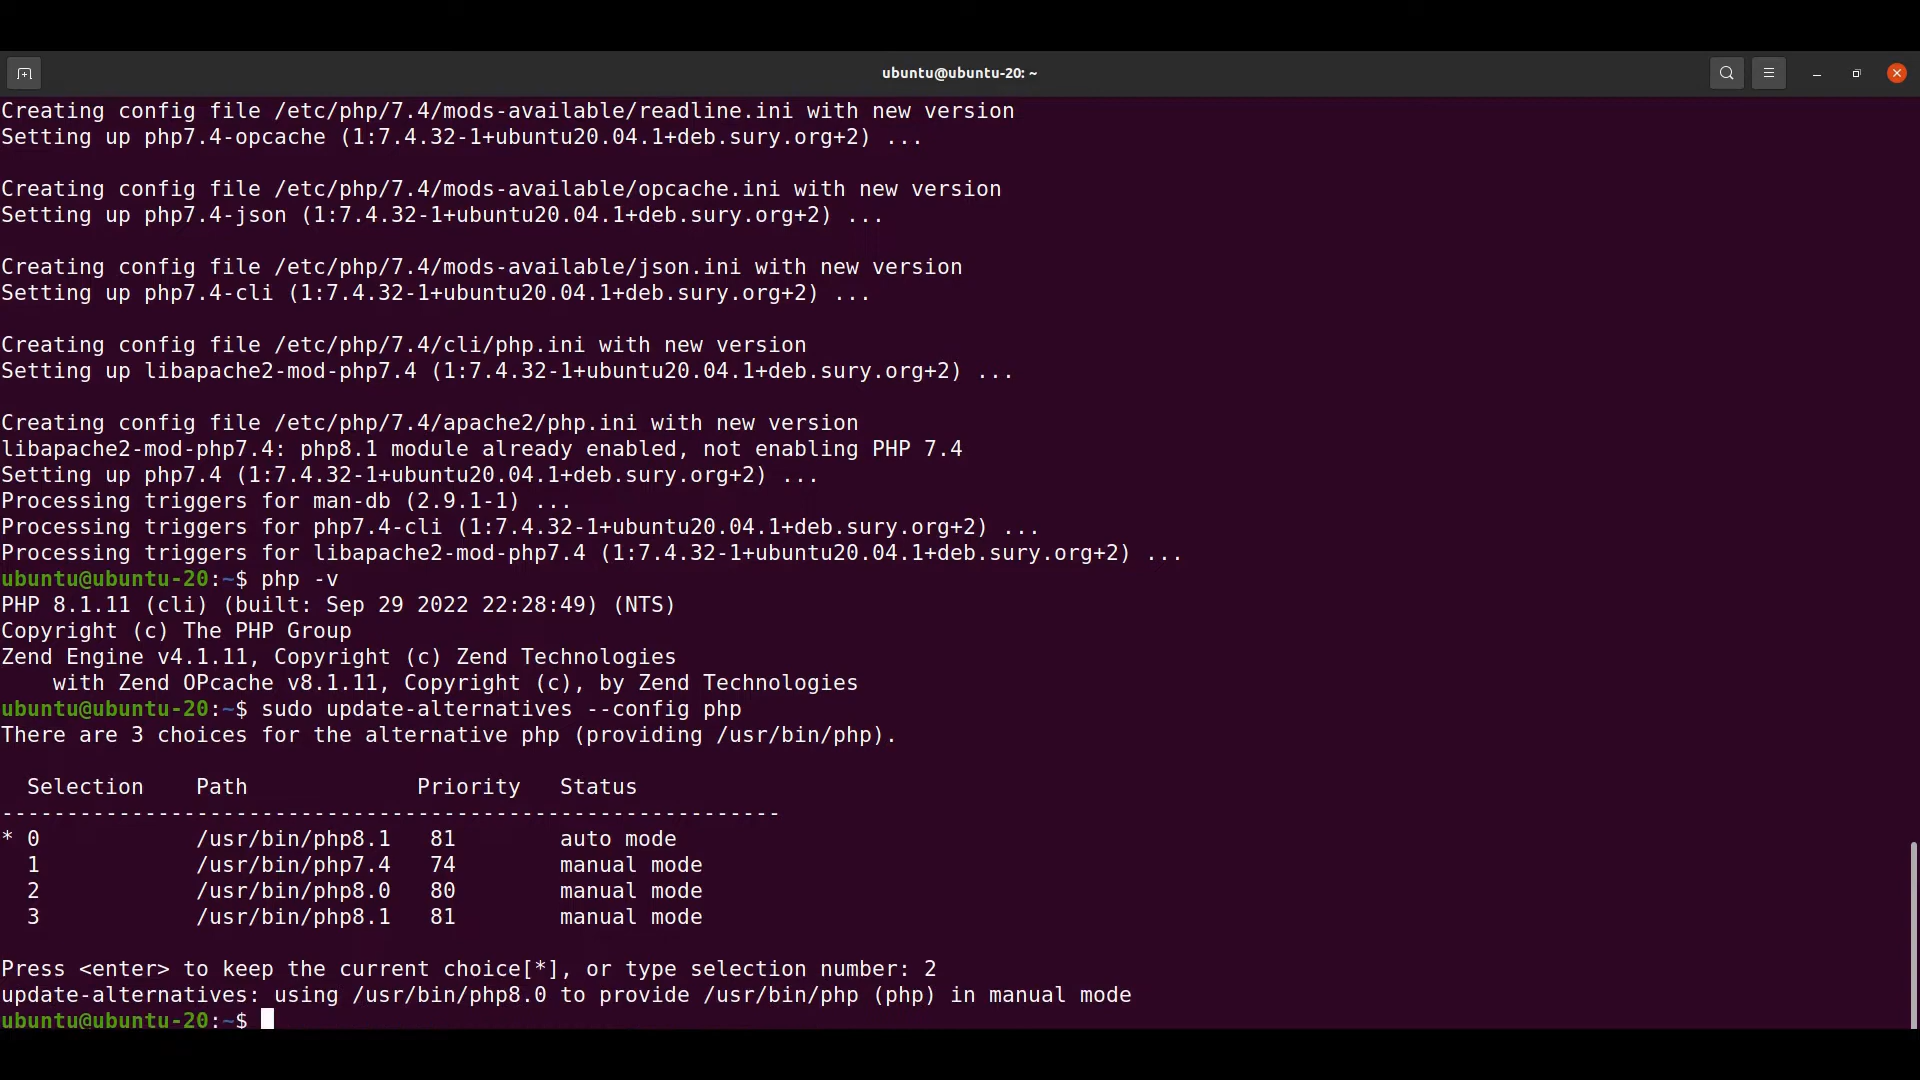 ubuntu@ubuntu-20: ~
Creating config file /etc/php/7.4/mods-available/readline.ini with new version
Setting up php7.4-opcache (1:7.4.32-1+ubuntu20.04.1+deb.sury.org+2) ...
Creating config file /etc/php/7.4/mods-available/opcache.ini with new version
Setting up php7.4-json (1:7.4.32-1+ubuntu20.04.1+deb.sury.org+2) ...
Creating config file /etc/php/7.4/mods-available/json.ini with new version
Setting up php7.4-cli (1:7.4.32-1+ubuntu20.04.1+deb.sury.org+2) ...
Creating config file /etc/php/7.4/cli/php.ini with new version
Setting up libapache2-mod-php7.4 (1:7.4.32-1+ubuntu20.04.1+deb.sury.org+2) ...
Creating config file /etc/php/7.4/apache2/php.ini with new version
libapache2-mod-php7.4: php8.1 module already enabled, not enabling PHP 7.4
Setting up php7.4 (1:7.4.32-1+ubuntu20.04.1+deb.sury.org+2) ...
Processing triggers for man-db (2.9.1-1) ...
Processing triggers for php7.4-cli (1:7.4.32-1+ubuntu20.04.1+deb.sury.org+2) ...
Processing triggers for libapache2-mod-php7.4 (1:7.4.32-1+ubuntu20.04.1+deb.sury.org+2) ...
ubuntu@ubuntu-20:~$ php -v
PHP 8.1.11 (cli) (built: Sep 29 2022 22:28:49) (NTS)
Copyright (c) The PHP Group
Zend Engine v4.1.11, Copyright (c) Zend Technologies
    with Zend OPcache v8.1.11, Copyright (c), by Zend Technologies
ubuntu@ubuntu-20:~$ sudo update-alternatives --config php
There are 3 choices for the alternative php (providing /usr/bin/php).
  Selection    Path             Priority   Status
------------------------------------------------------------
* 0            /usr/bin/php8.1   81        auto mode
  1            /usr/bin/php7.4   74        manual mode
  2            /usr/bin/php8.0   80        manual mode
  3            /usr/bin/php8.1   81        manual mode
Press <enter> to keep the current choice[*], or type selection number: 2
update-alternatives: using /usr/bin/php8.0 to provide /usr/bin/php (php) in manual mode
ubuntu@ubuntu-20:~$